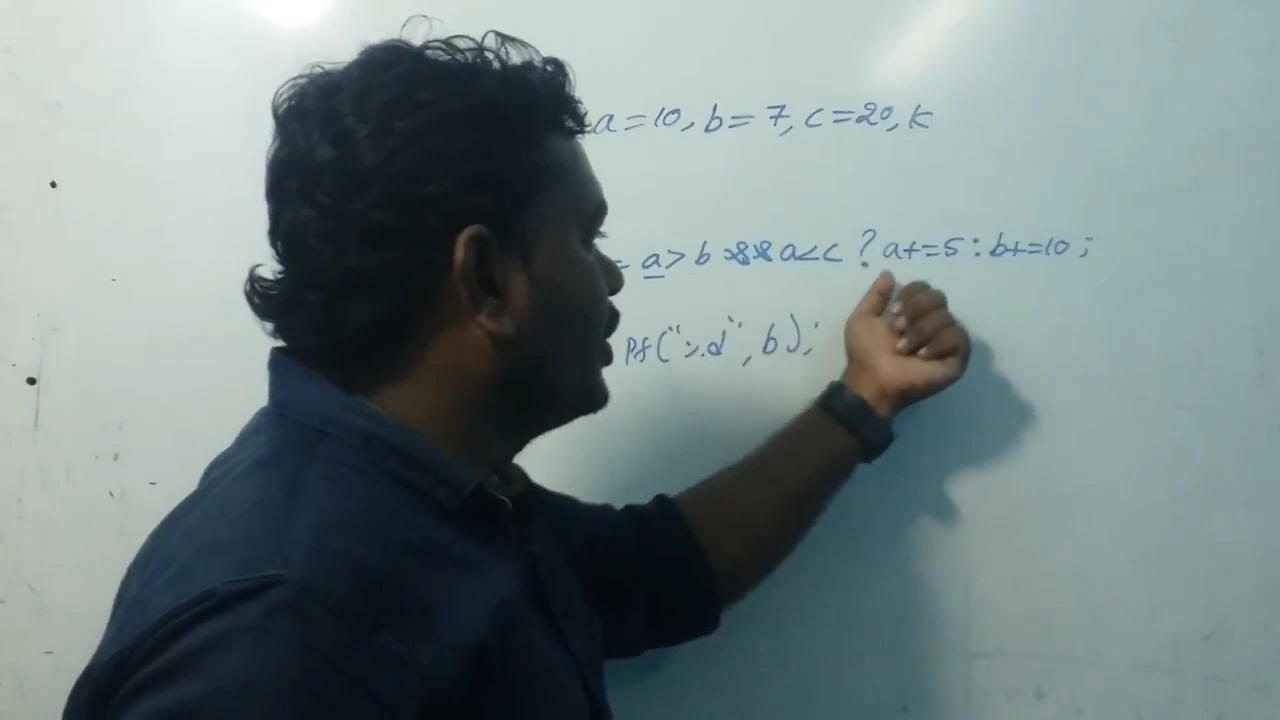 a=10, b=7, c=20, k
= a>b && a<c ? a+=5 : b+=10 ;
Pf("%d", b);